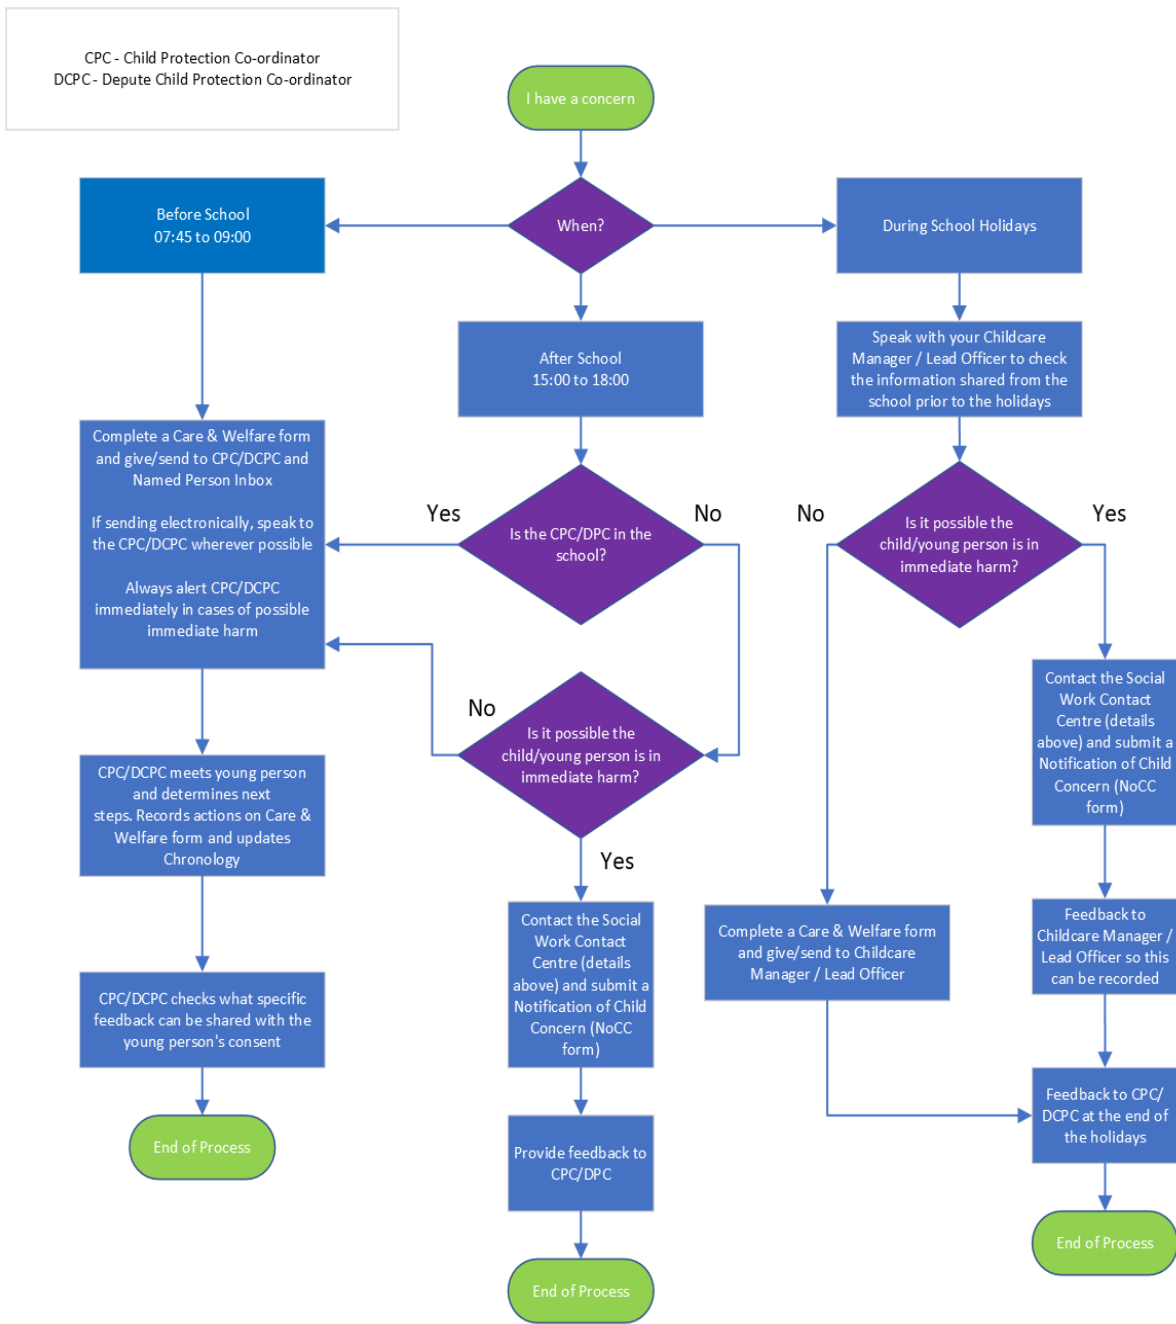 CPC - Child Protection Co-ordinator
DCPC - Depute Child Protection Co-ordinator
I have a concern
When?
Before School
07:45 to 09:00
During School Holidays
After School
15:00 to 18:00
Speak with your Childcare
Manager / Lead Officer to check
the information shared from the
school prior to the holidays
Complete a Care & Welfare form
and give/send to CPC/DCPC and
Named Person Inbox
If sending electronically, speak to
the CPC/DCPC wherever possible
Always alert CPC/DCPC
immediately in cases of possible
immediate harm
Yes
Is the CPC/DPC in the
school?
No
No
Is it possible the
child/young person is in
immediate harm?
Yes
No
Is it possible the
child/young person is in
immediate harm?
Yes
Contact the Social
Work Contact
Centre (details
above) and submit a
Notification of Child
Concern (NoCC
form)
CPC/DCPC meets young person
and determines next
steps. Records actions on Care &
Welfare form and updates
Chronology
Contact the Social
Work Contact
Centre (details
above) and submit a
Notification of Child
Concern (NoCC
form)
Complete a Care & Welfare form
and give/send to Childcare
Manager / Lead Officer
Feedback to
Childcare Manager /
Lead Officer so this
can be recorded
CPC/DCPC checks what specific
feedback can be shared with the
young person's consent
Feedback to CPC/
DCPC at the end of
the holidays
End of Process
Provide feedback to
CPC/DPC
End of Process
End of Process